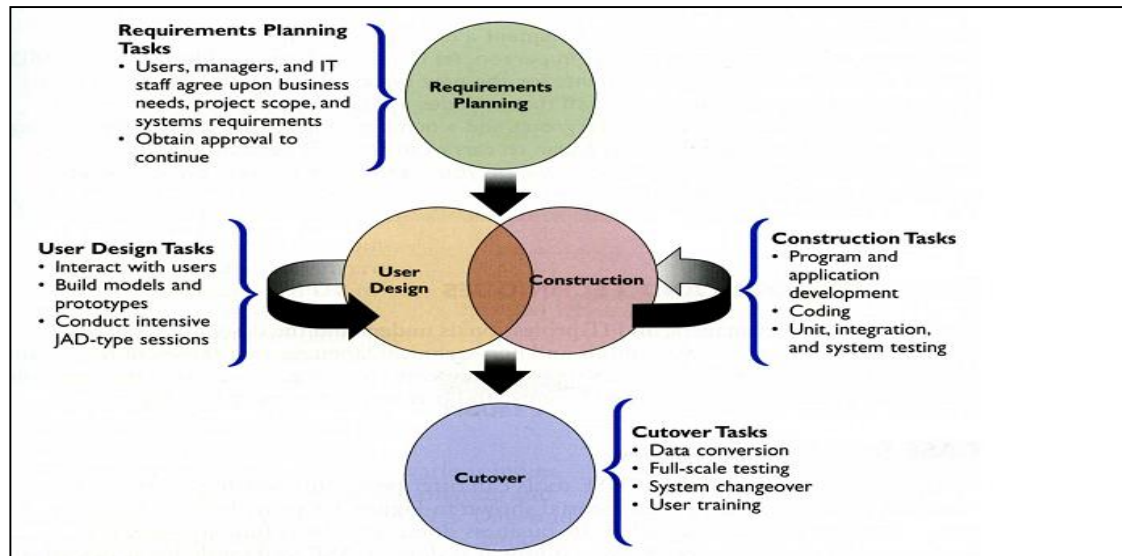 Requirements Planning
Tasks
• Users, managers, and IT
staff agree upon business
needs, project scope, and
systems requirements
• Obtain approval to
continue
Requirements
Planning
User Design Tasks
• Interact with users
• Build models and
prototypes
• Conduct intensive
JAD-type sessions
User
Design
Construction
Construction Tasks
• Program and
application
development
• Coding
• Unit, integration,
and system testing
Cutover
Cutover Tasks
• Data conversion
• Full-scale testing
• System changeover
• User training